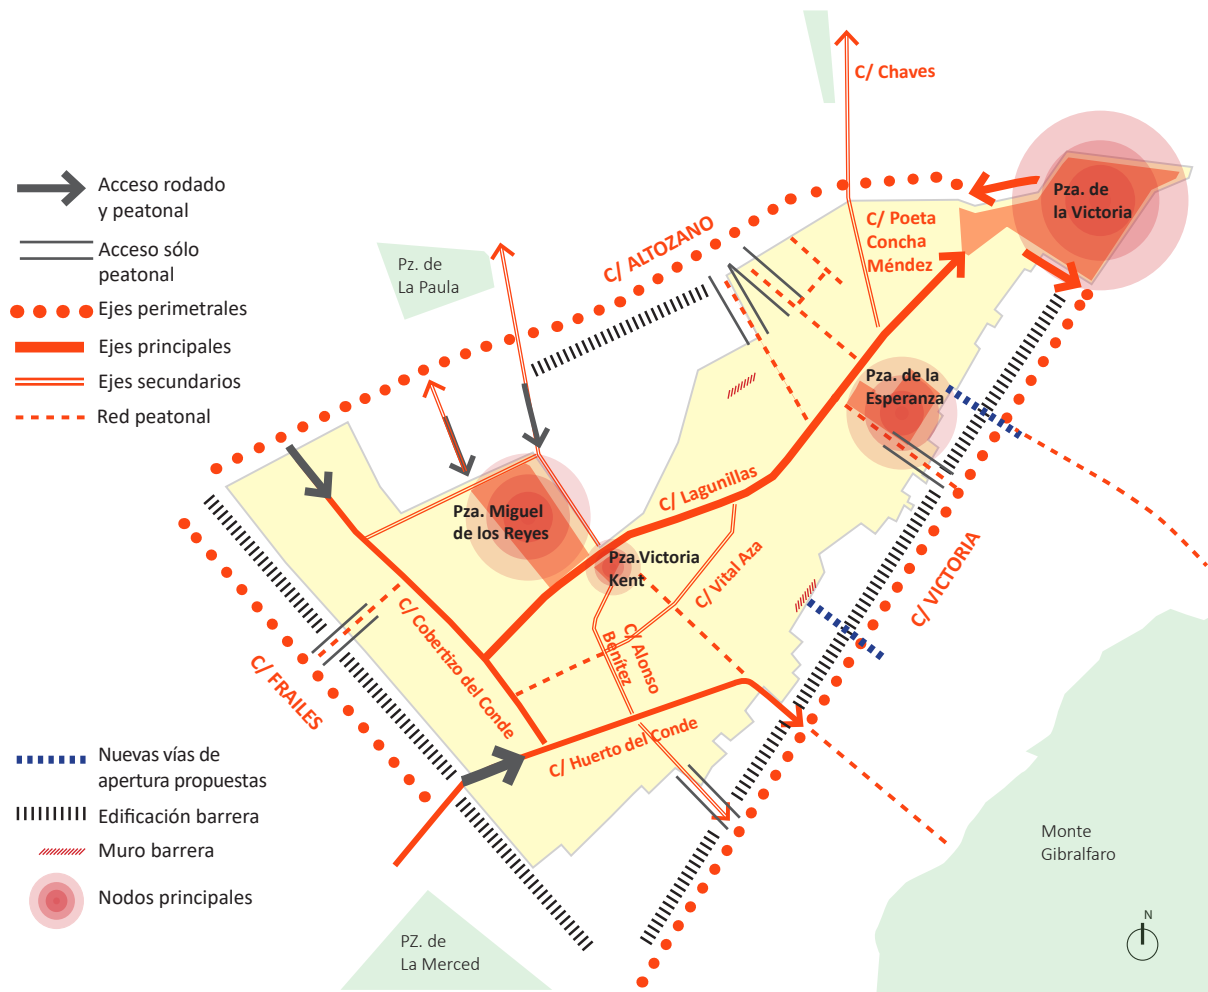 Acceso rodado
y peatonal
Acceso sólo
peatonal
Ejes perimetrales
Ejes principales
Ejes secundarios
Red peatonal
C/ Chaves
C/ ALTOZANO
Pz. de
La Paula
C/ Poeta
Concha
Méndez
Pza. de
la Victoria
Pza. de la
Esperanza
C/ Lagunillas
Pza. Miguel
de los Reyes
Pza.Victoria
Kent
C/ Vital Aza
C/ Alonso
Benítez
C/ Cobertizo del Conde
C/ FRAILES
C/ VICTORIA
C/ Huerto del Conde
Nuevas vías de
apertura propuestas
Edificación barrera
Muro barrera
Nodos principales
PZ. de
La Merced
Monte
Gibralfaro
N